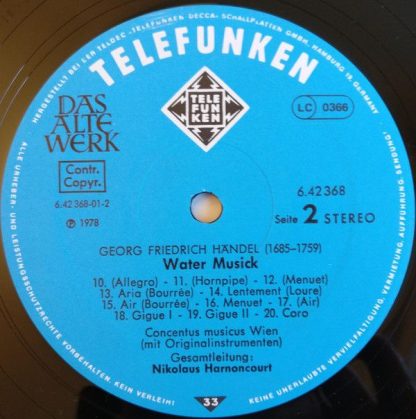 HERGESTELLT BEI DER TELDEC »TELEFUNKEN-DECCA« SCHALLPLATTEN GMBH, HAMBURG 19, GERMANY
TELEFUNKEN
DAS
ALTE
WERK
TELE
FUN
KEN
LC 0366
Contr.
Copyr.
6.42 368-01-2
℗ 1978
6.42 368
Seite 2 STEREO
GEORG FRIEDRICH HÄNDEL (1685-1759)
Water Musick
10. (Allegro) - 11. (Hornpipe) - 12. (Menuet)
13. Aria (Bourrée) - 14. Lentement (Loure)
15. Air (Bourrée) - 16. Menuet - 17. (Air)
18. Gigue I - 19. Gigue II - 20. Coro
Concentus musicus Wien
(mit Originalinstrumenten)
Gesamtleitung:
Nikolaus Harnoncourt
33
ALLE URHEBER- UND LEISTUNGSSCHUTZRECHTE VORBEHALTEN. KEIN VERLEIH!
KEINE UNERLAUBTE VERVIELFÄLTIGUNG, VERMIETUNG, AUFFÜHRUNG, SENDUNG!